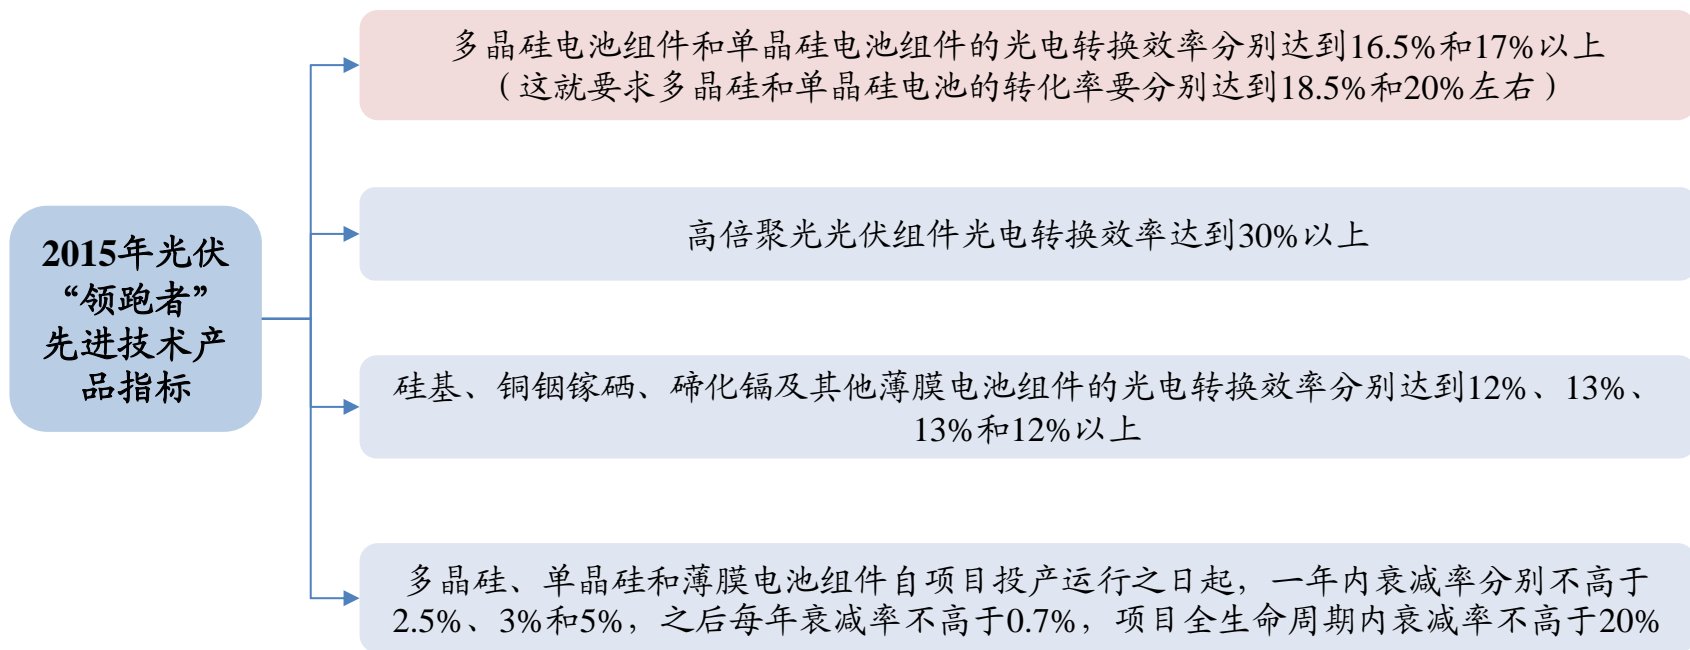 多晶硅电池组件和单晶硅电池组件的光电转换效率分别达到16.5%和17%以上
（这就要求多晶硅和单晶硅电池的转化率要分别达到18.5%和20%左右）
高倍聚光光伏组件光电转换效率达到30%以上
2015年光伏
“领跑者”
先进技术产
品指标
硅基、铜铟镓硒、碲化镉及其他薄膜电池组件的光电转换效率分别达到12%、13%、
13%和12%以上
多晶硅、单晶硅和薄膜电池组件自项目投产运行之日起，一年内衰减率分别不高于
2.5%、3%和5%，之后每年衰减率不高于0.7%，项目全生命周期内衰减率不高于20%